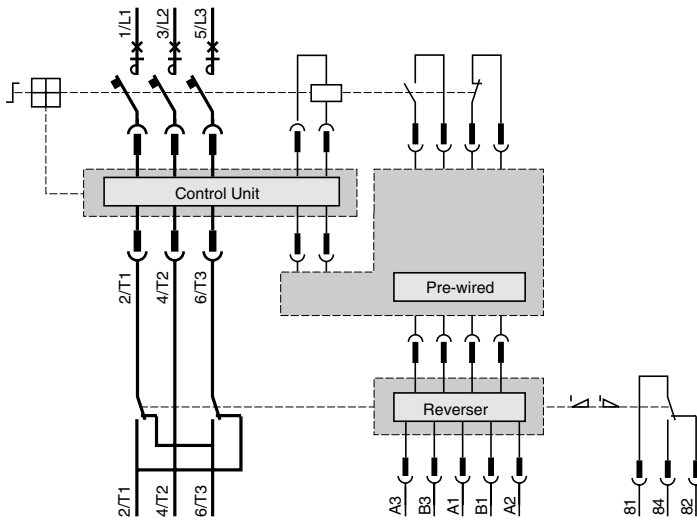 1/L1
3/L2
5/L3
Control Unit
2/T1
4/T2
6/T3
Pre-wired
Reverser
2/T1
4/T2
6/T3
A3
B3
A1
B1
A2
81
84
82